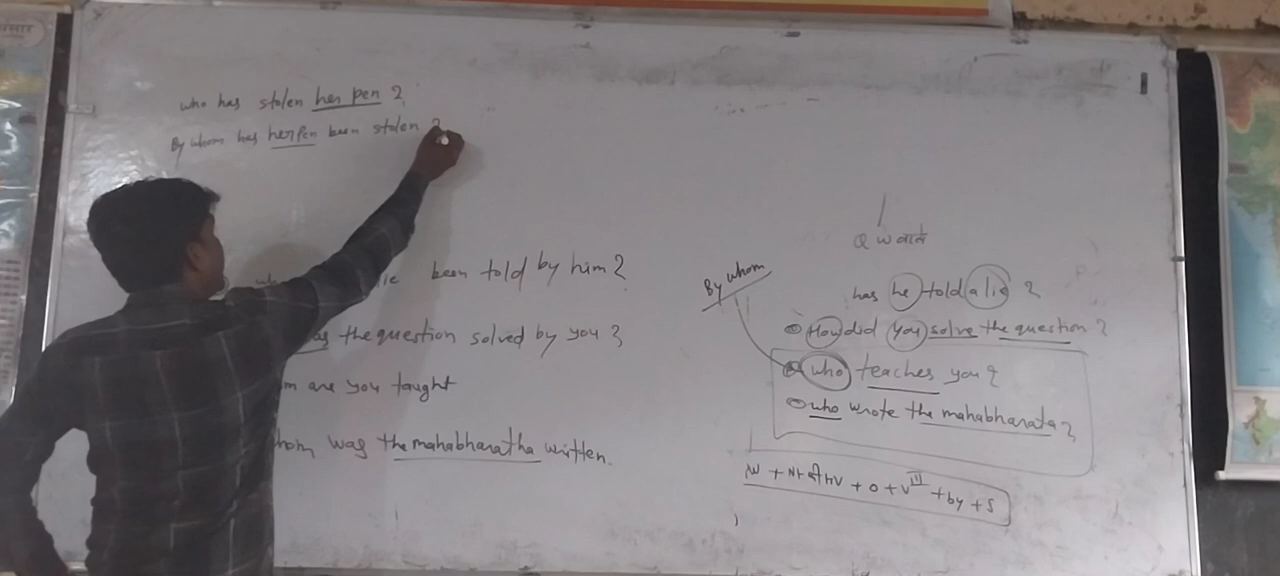 who has stolen her pen ?
By whom has her pen been stolen ?
been told by him ?
the question solved by you ?
are you taught
was the mahabharatha written.
Q W वाले
has he told a lie ?
By whom
How did you solve the question ?
who teaches you ?
who wrote the mahabharata ?
+ O + V III + by + S